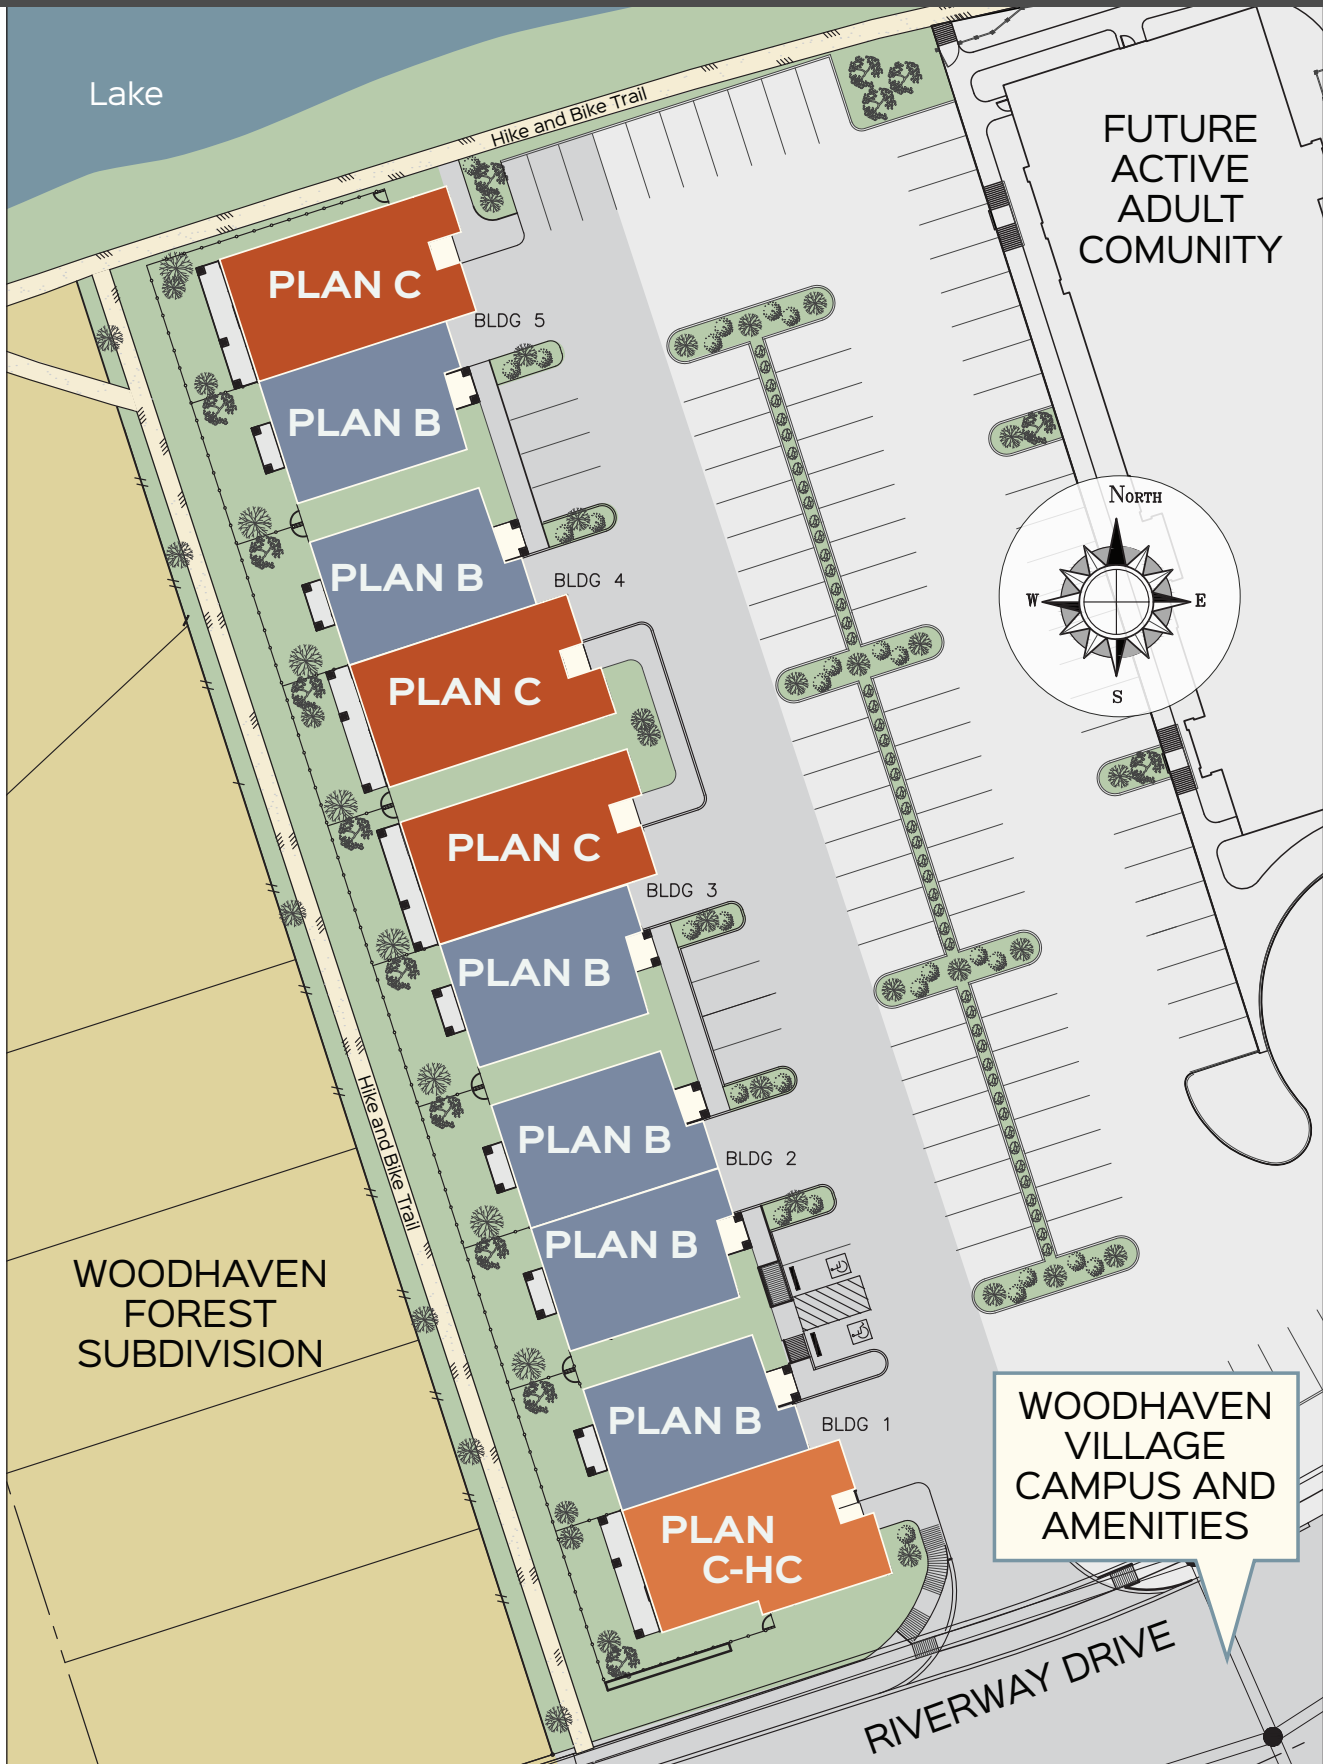 Lake
Hike and Bike Trail
FUTURE
ACTIVE
ADULT
COMUNITY
PLAN C
BLDG 5
PLAN B
NORTH
W
E
S
PLAN B
BLDG 4
PLAN C
PLAN C
BLDG 3
PLAN B
Hike and Bike Trail
PLAN B
BLDG 2
PLAN B
WOODHAVEN
FOREST
SUBDIVISION
PLAN B
BLDG 1
PLAN
C-HC
WOODHAVEN
VILLAGE
CAMPUS AND
AMENITIES
RIVERWAY DRIVE